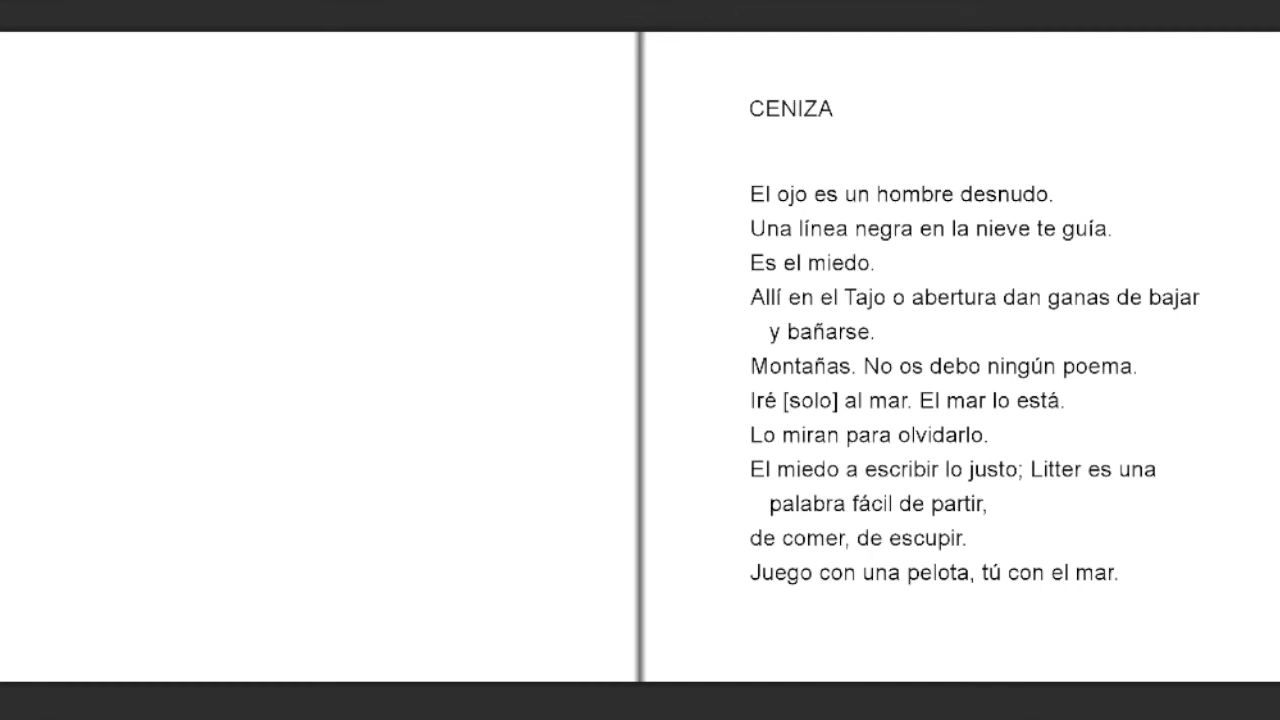 CENIZA
El ojo es un hombre desnudo.
Una línea negra en la nieve te guía.
Es el miedo.
Allí en el Tajo o abertura dan ganas de bajar
y bañarse.
Montañas. No os debo ningún poema.
Iré [solo] al mar. El mar lo está.
Lo miran para olvidarlo.
El miedo a escribir lo justo; Litter es una
palabra fácil de partir,
de comer, de escupir.
Juego con una pelota, tú con el mar.